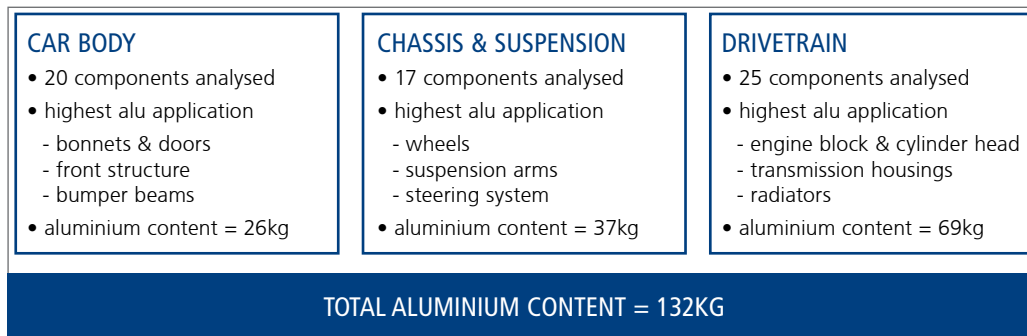 CAR BODY
• 20 components analysed
• highest alu application
- bonnets & doors
- front structure
- bumper beams
• aluminium content = 26kg
CHASSIS & SUSPENSION
• 17 components analysed
• highest alu application
- wheels
- suspension arms
- steering system
• aluminium content = 37kg
DRIVETRAIN
• 25 components analysed
• highest alu application
- engine block & cylinder head
- transmission housings
- radiators
• aluminium content = 69kg
TOTAL ALUMINIUM CONTENT = 132KG